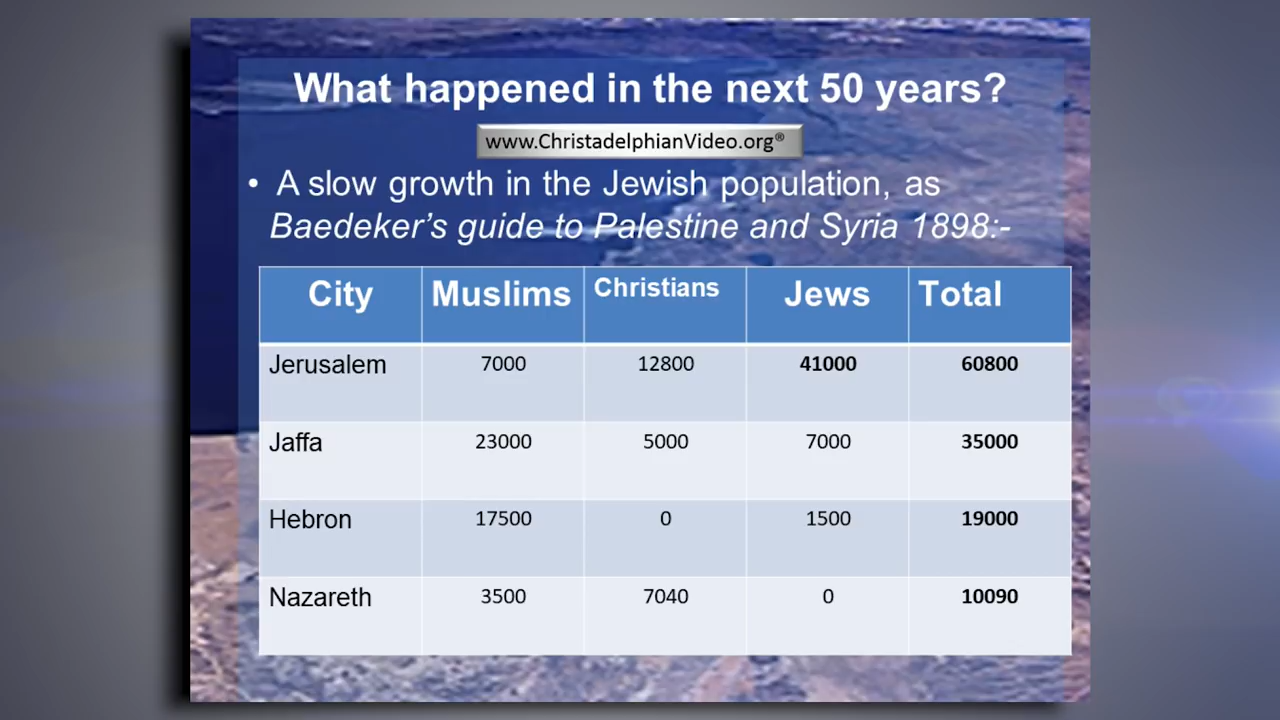 What happened in the next 50 years?
www.ChristadelphianVideo.org®
• A slow growth in the Jewish population, as
Baedeker's guide to Palestine and Syria 1898:-
City Muslims Christians Jews Total
Jerusalem 7000 12800 41000 60800
Jaffa 23000 5000 7000 35000
Hebron 17500 0 1500 19000
Nazareth 3500 7040 0 10090